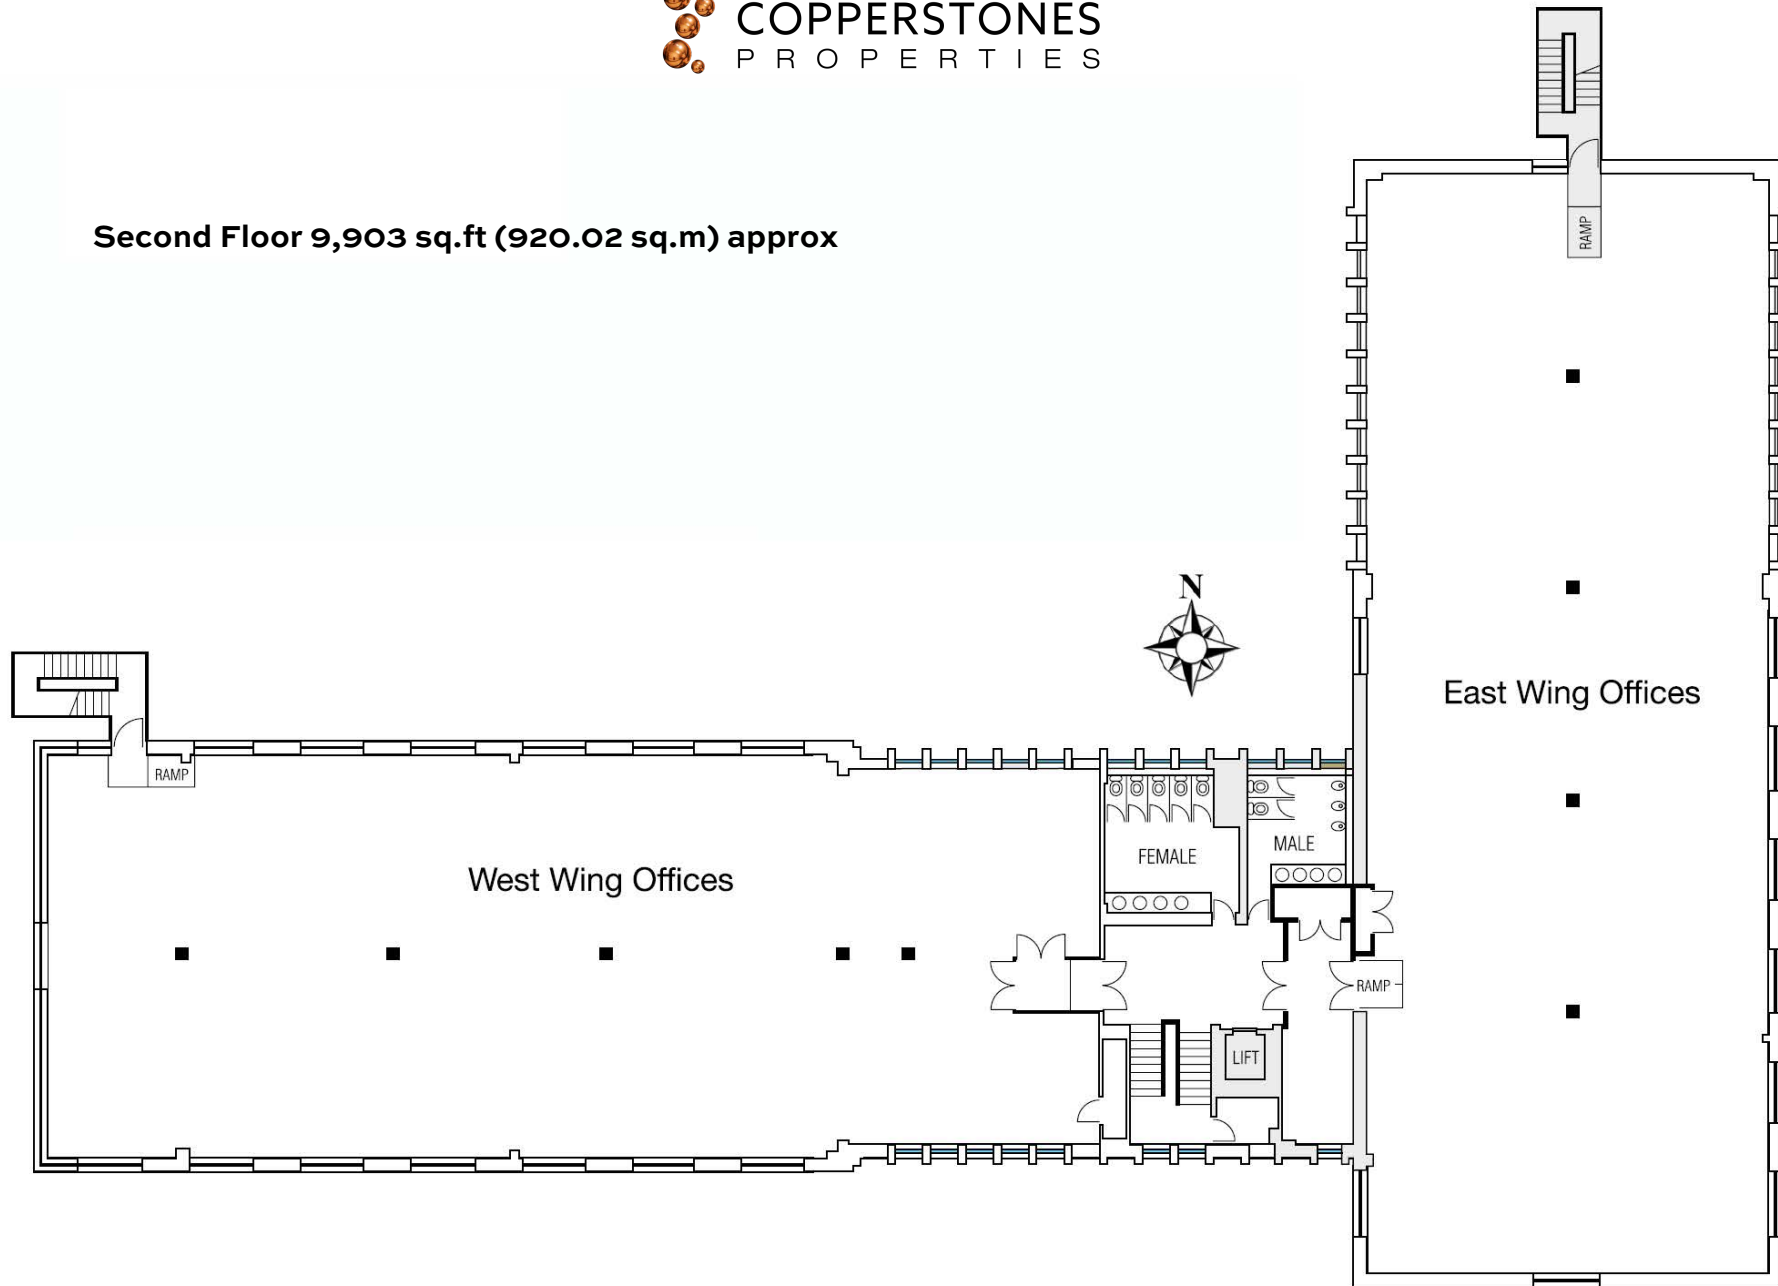 COPPERSTONES
PROPERTIES
Second Floor 9,903 sq.ft (920.02 sq.m) approx
RAMP
N
East Wing Offices
RAMP
West Wing Offices
FEMALE
MALE
RAMP
LIFT